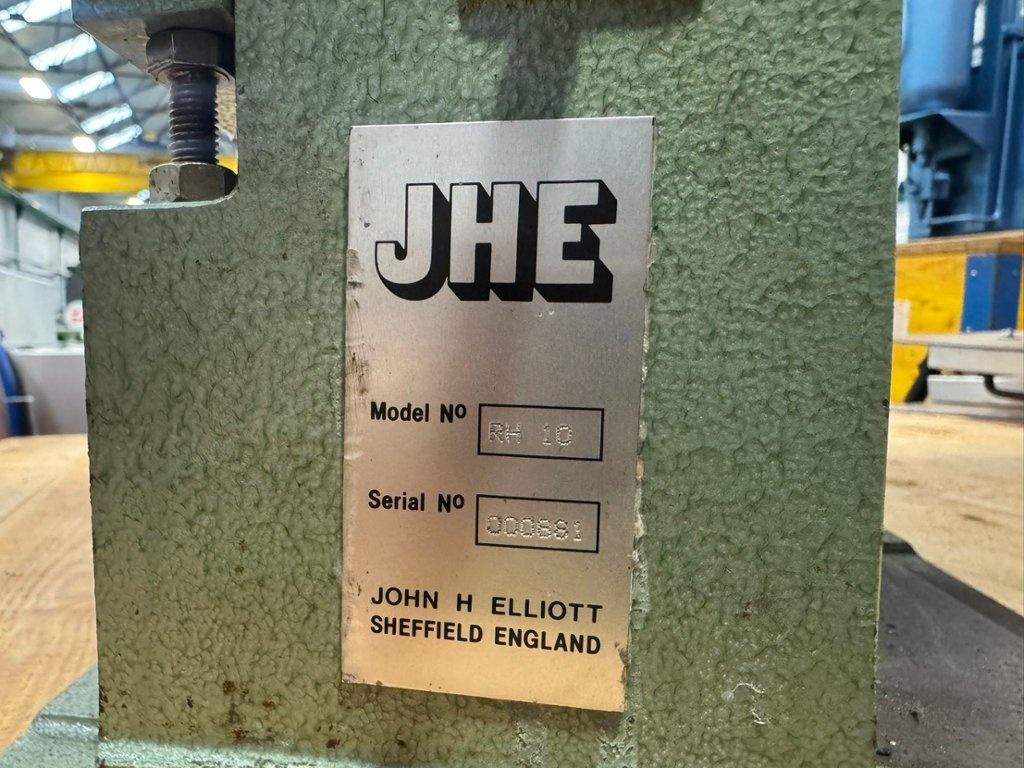 JHE
Model No RH 10
Serial No 000881
JOHN H ELLIOTT
SHEFFIELD ENGLAND